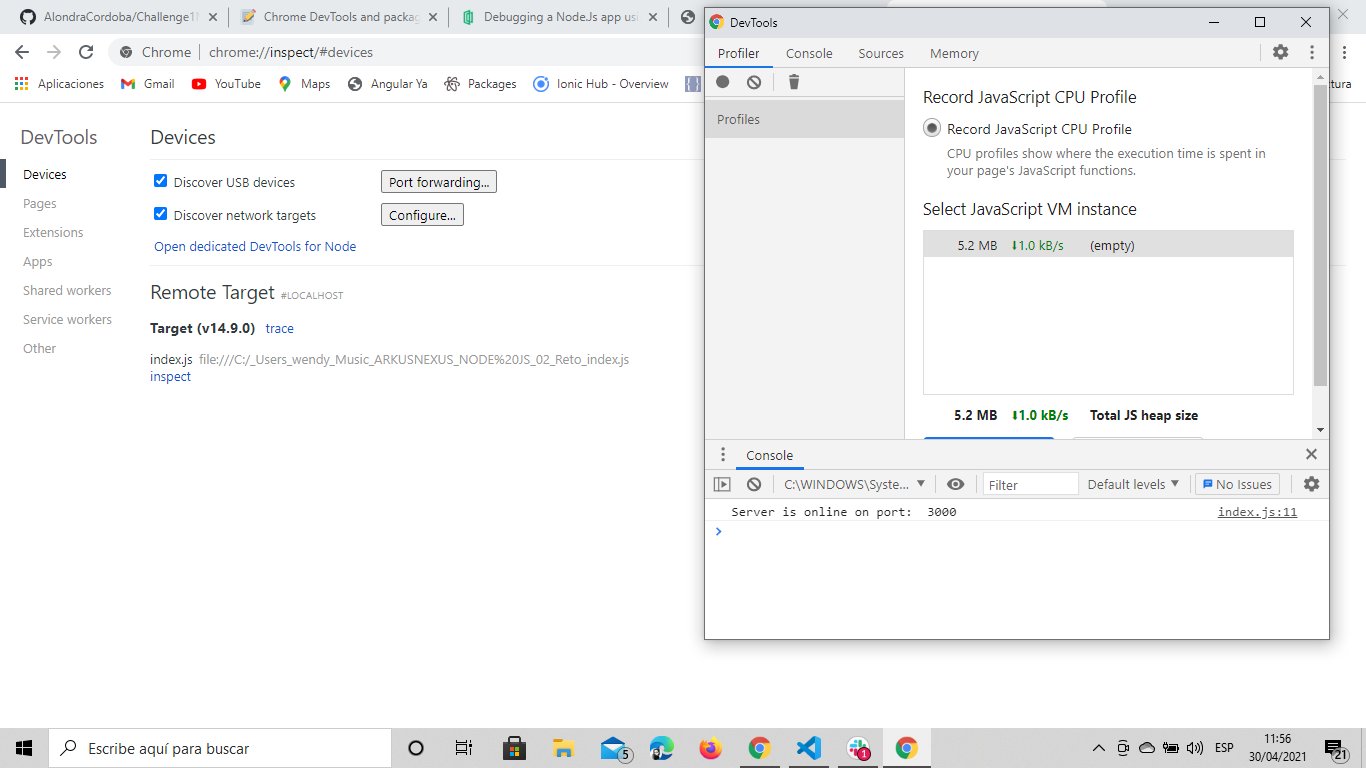 AlondraCordoba/Challenge1
Chrome DevTools and packag
Debugging a NodeJs app us
DevTools
Chrome
chrome://inspect/#devices
Aplicaciones
Gmail
YouTube
Maps
Angular Ya
Packages
Ionic Hub - Overview
tura
Profiler
Console
Sources
Memory
Profiles
Record JavaScript CPU Profile
Record JavaScript CPU Profile
CPU profiles show where the execution time is spent in
your page's JavaScript functions.
Select JavaScript VM instance
5.2 MB
1.0 kB/s
(empty)
5.2 MB
1.0 kB/s
Total JS heap size
Console
C:\WINDOWS\Syste...
Filter
Default levels
No Issues
Server is online on port:  3000
index.js:11
DevTools
Devices
Pages
Extensions
Apps
Shared workers
Service workers
Other
Devices
Discover USB devices
Port forwarding...
Discover network targets
Configure...
Open dedicated DevTools for Node
Remote Target #LOCALHOST
Target (v14.9.0) trace
index.js file:///C:/_Users_wendy_Music_ARKUSNEXUS_NODE%20JS_02_Reto_index.js
inspect
Escribe aquí para buscar
5
1
ESP
11:56
30/04/2021
21